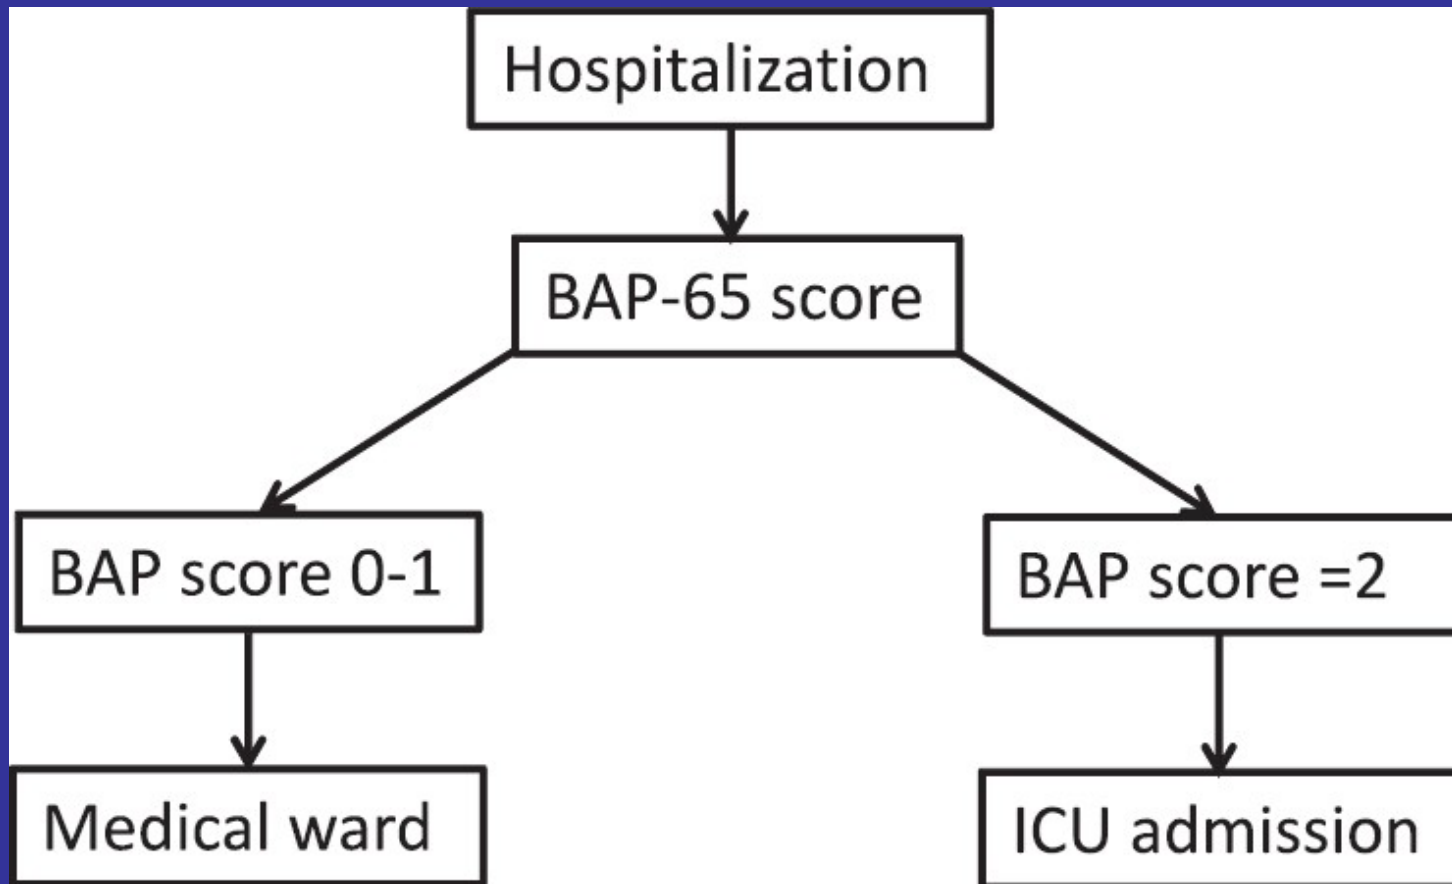 Hospitalization
BAP-65 score
BAP score 0-1
BAP score =2
Medical ward
ICU admission